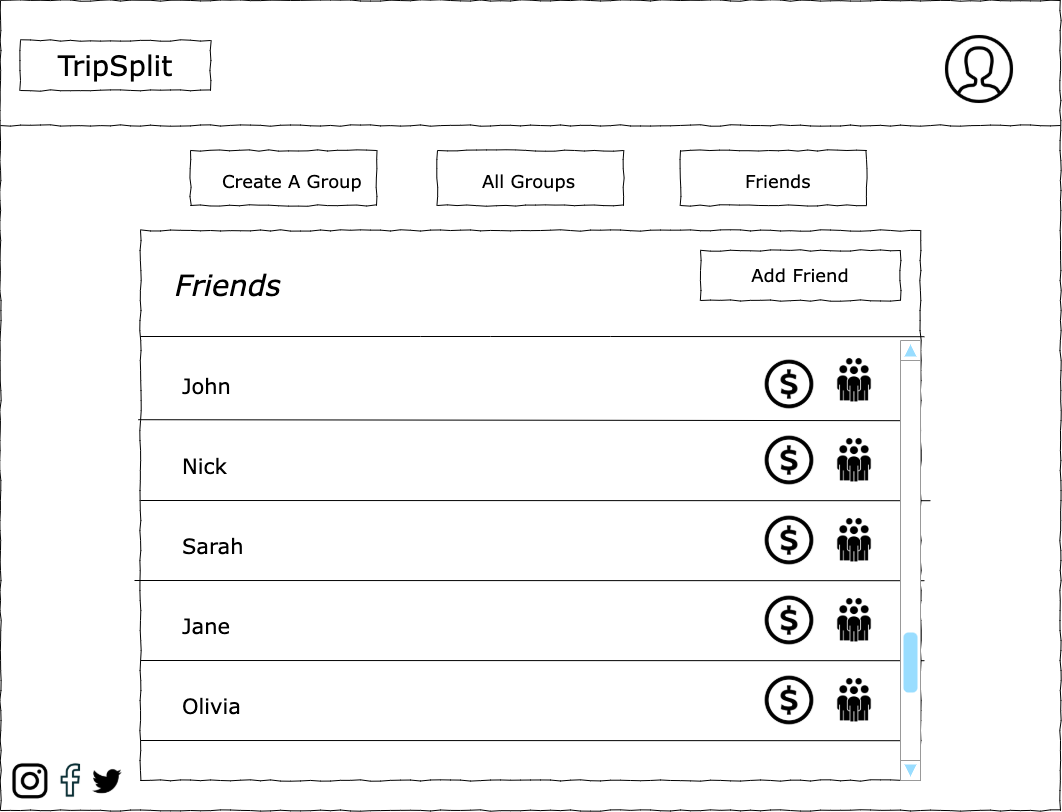 TripSplit
Create A Group
All Groups
Friends
Friends
Add Friend
John
$
Nick
$
Sarah
$
Jane
$
Olivia
$